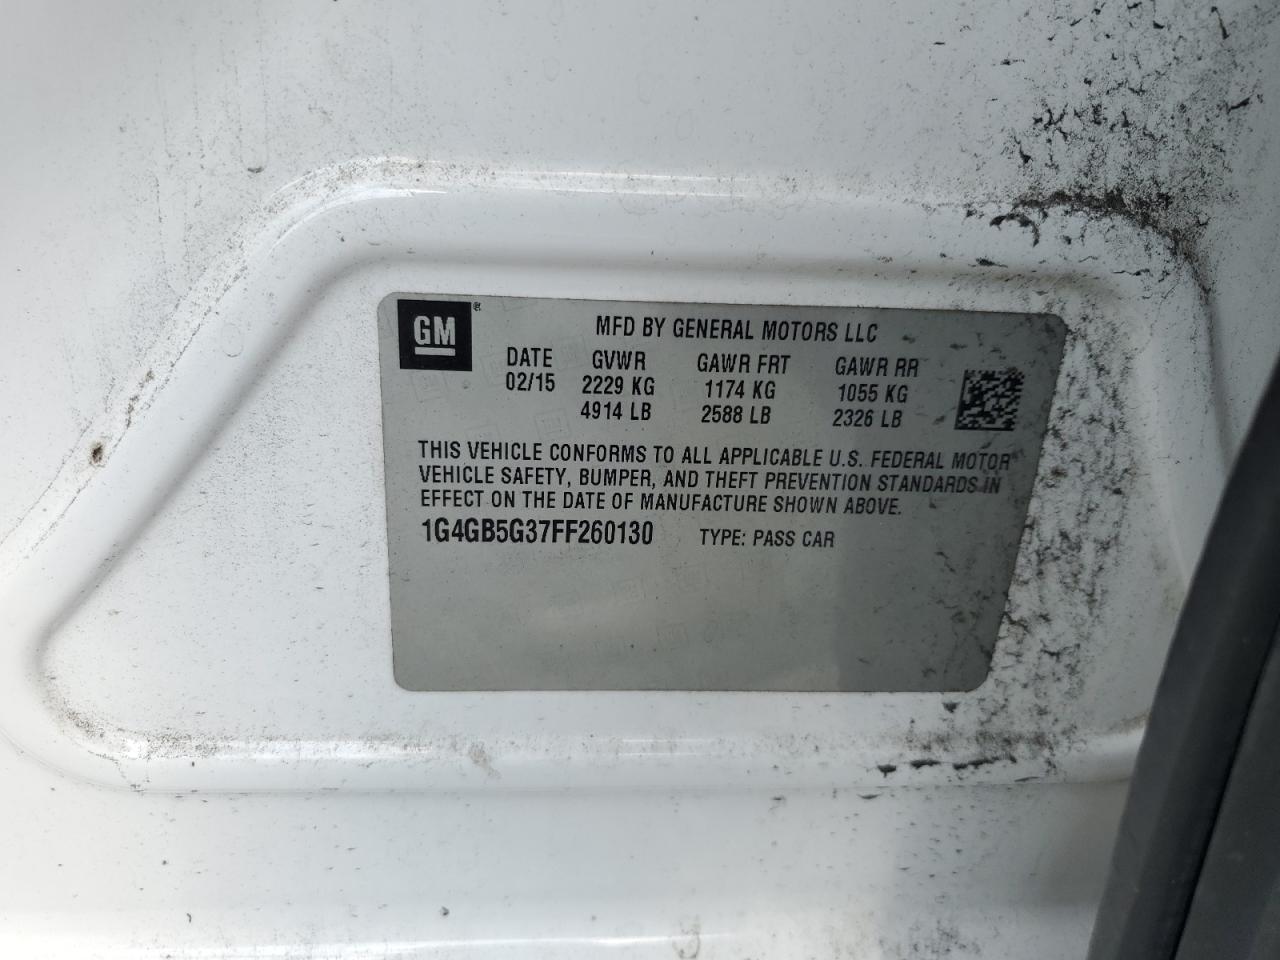 GM®
MFD BY GENERAL MOTORS LLC
DATE GVWR GAWR FRT GAWR RR
02/15 2229 KG 1174 KG 1055 KG
4914 LB 2588 LB 2326 LB
THIS VEHICLE CONFORMS TO ALL APPLICABLE U.S. FEDERAL MOTOR
VEHICLE SAFETY, BUMPER, AND THEFT PREVENTION STANDARDS IN
EFFECT ON THE DATE OF MANUFACTURE SHOWN ABOVE.
1G4GB5G37FF260130 TYPE: PASS CAR